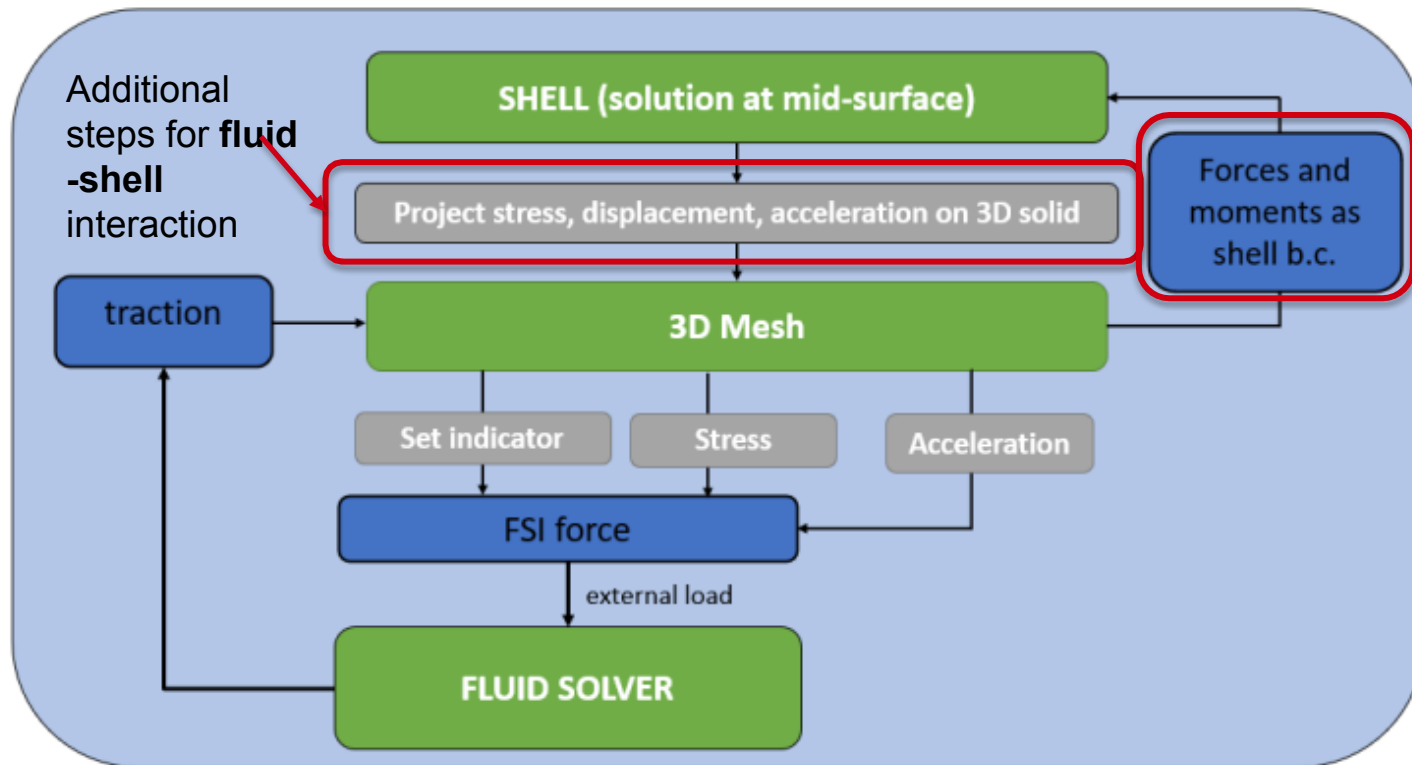 Additional
steps for fluid
-shell
interaction
SHELL (solution at mid-surface)
Project stress, displacement, acceleration on 3D solid
Forces and
moments as
shell b.c.
traction
3D Mesh
Set indicator
Stress
Acceleration
FSI force
external load
FLUID SOLVER